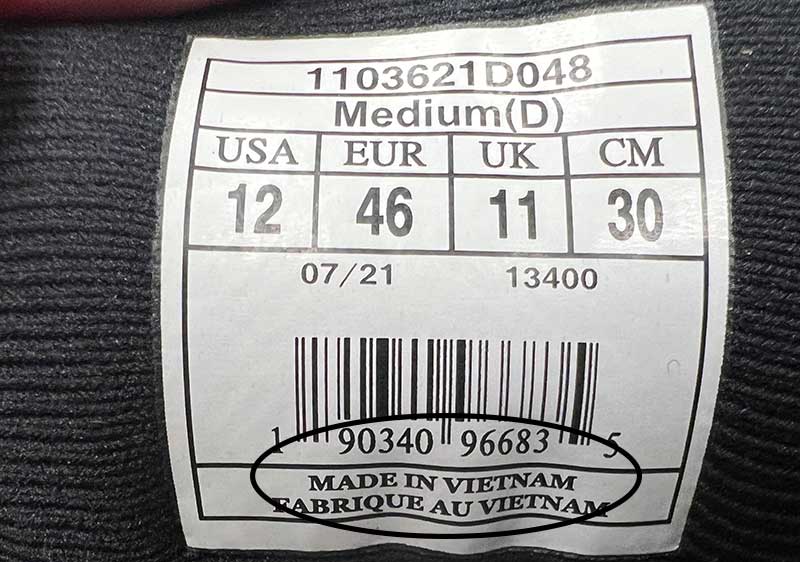 1103621D048
Medium(D)
USA EUR UK CM
12 46 11 30
07/21 13400
1 90340 96683 5
MADE IN VIETNAM
FABRIQUE AU VIETNAM